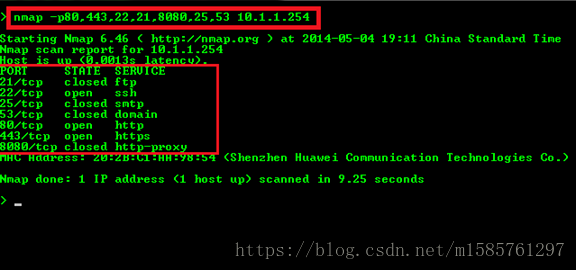 > nmap -p80,443,22,21,8080,25,53 10.1.1.254
Starting Nmap 6.46 ( http://nmap.org ) at 2014-05-04 19:11 China Standard Time
Nmap scan report for 10.1.1.254
Host is up (0.0013s latency).
PORT STATE SERVICE
21/tcp closed ftp
22/tcp open ssh
25/tcp closed smtp
53/tcp closed domain
80/tcp open http
443/tcp open https
8080/tcp closed http-proxy
MAC Address: 20:2B:C1:AA:98:54 (Shenzhen Huawei Communication Technologies Co.)
Nmap done: 1 IP address (1 host up) scanned in 9.25 seconds
> _
https://blog.csdn.net/m1585761297